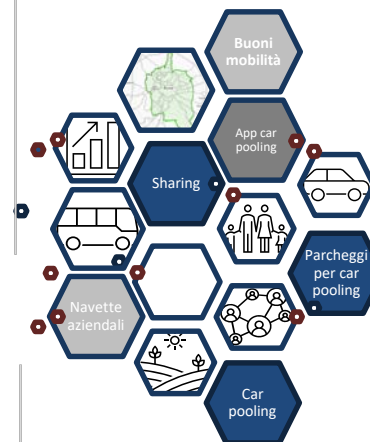 Buoni
mobilità
App car
pooling
Sharing
Parcheggi
per car
pooling
Navette
aziendali
Car
pooling